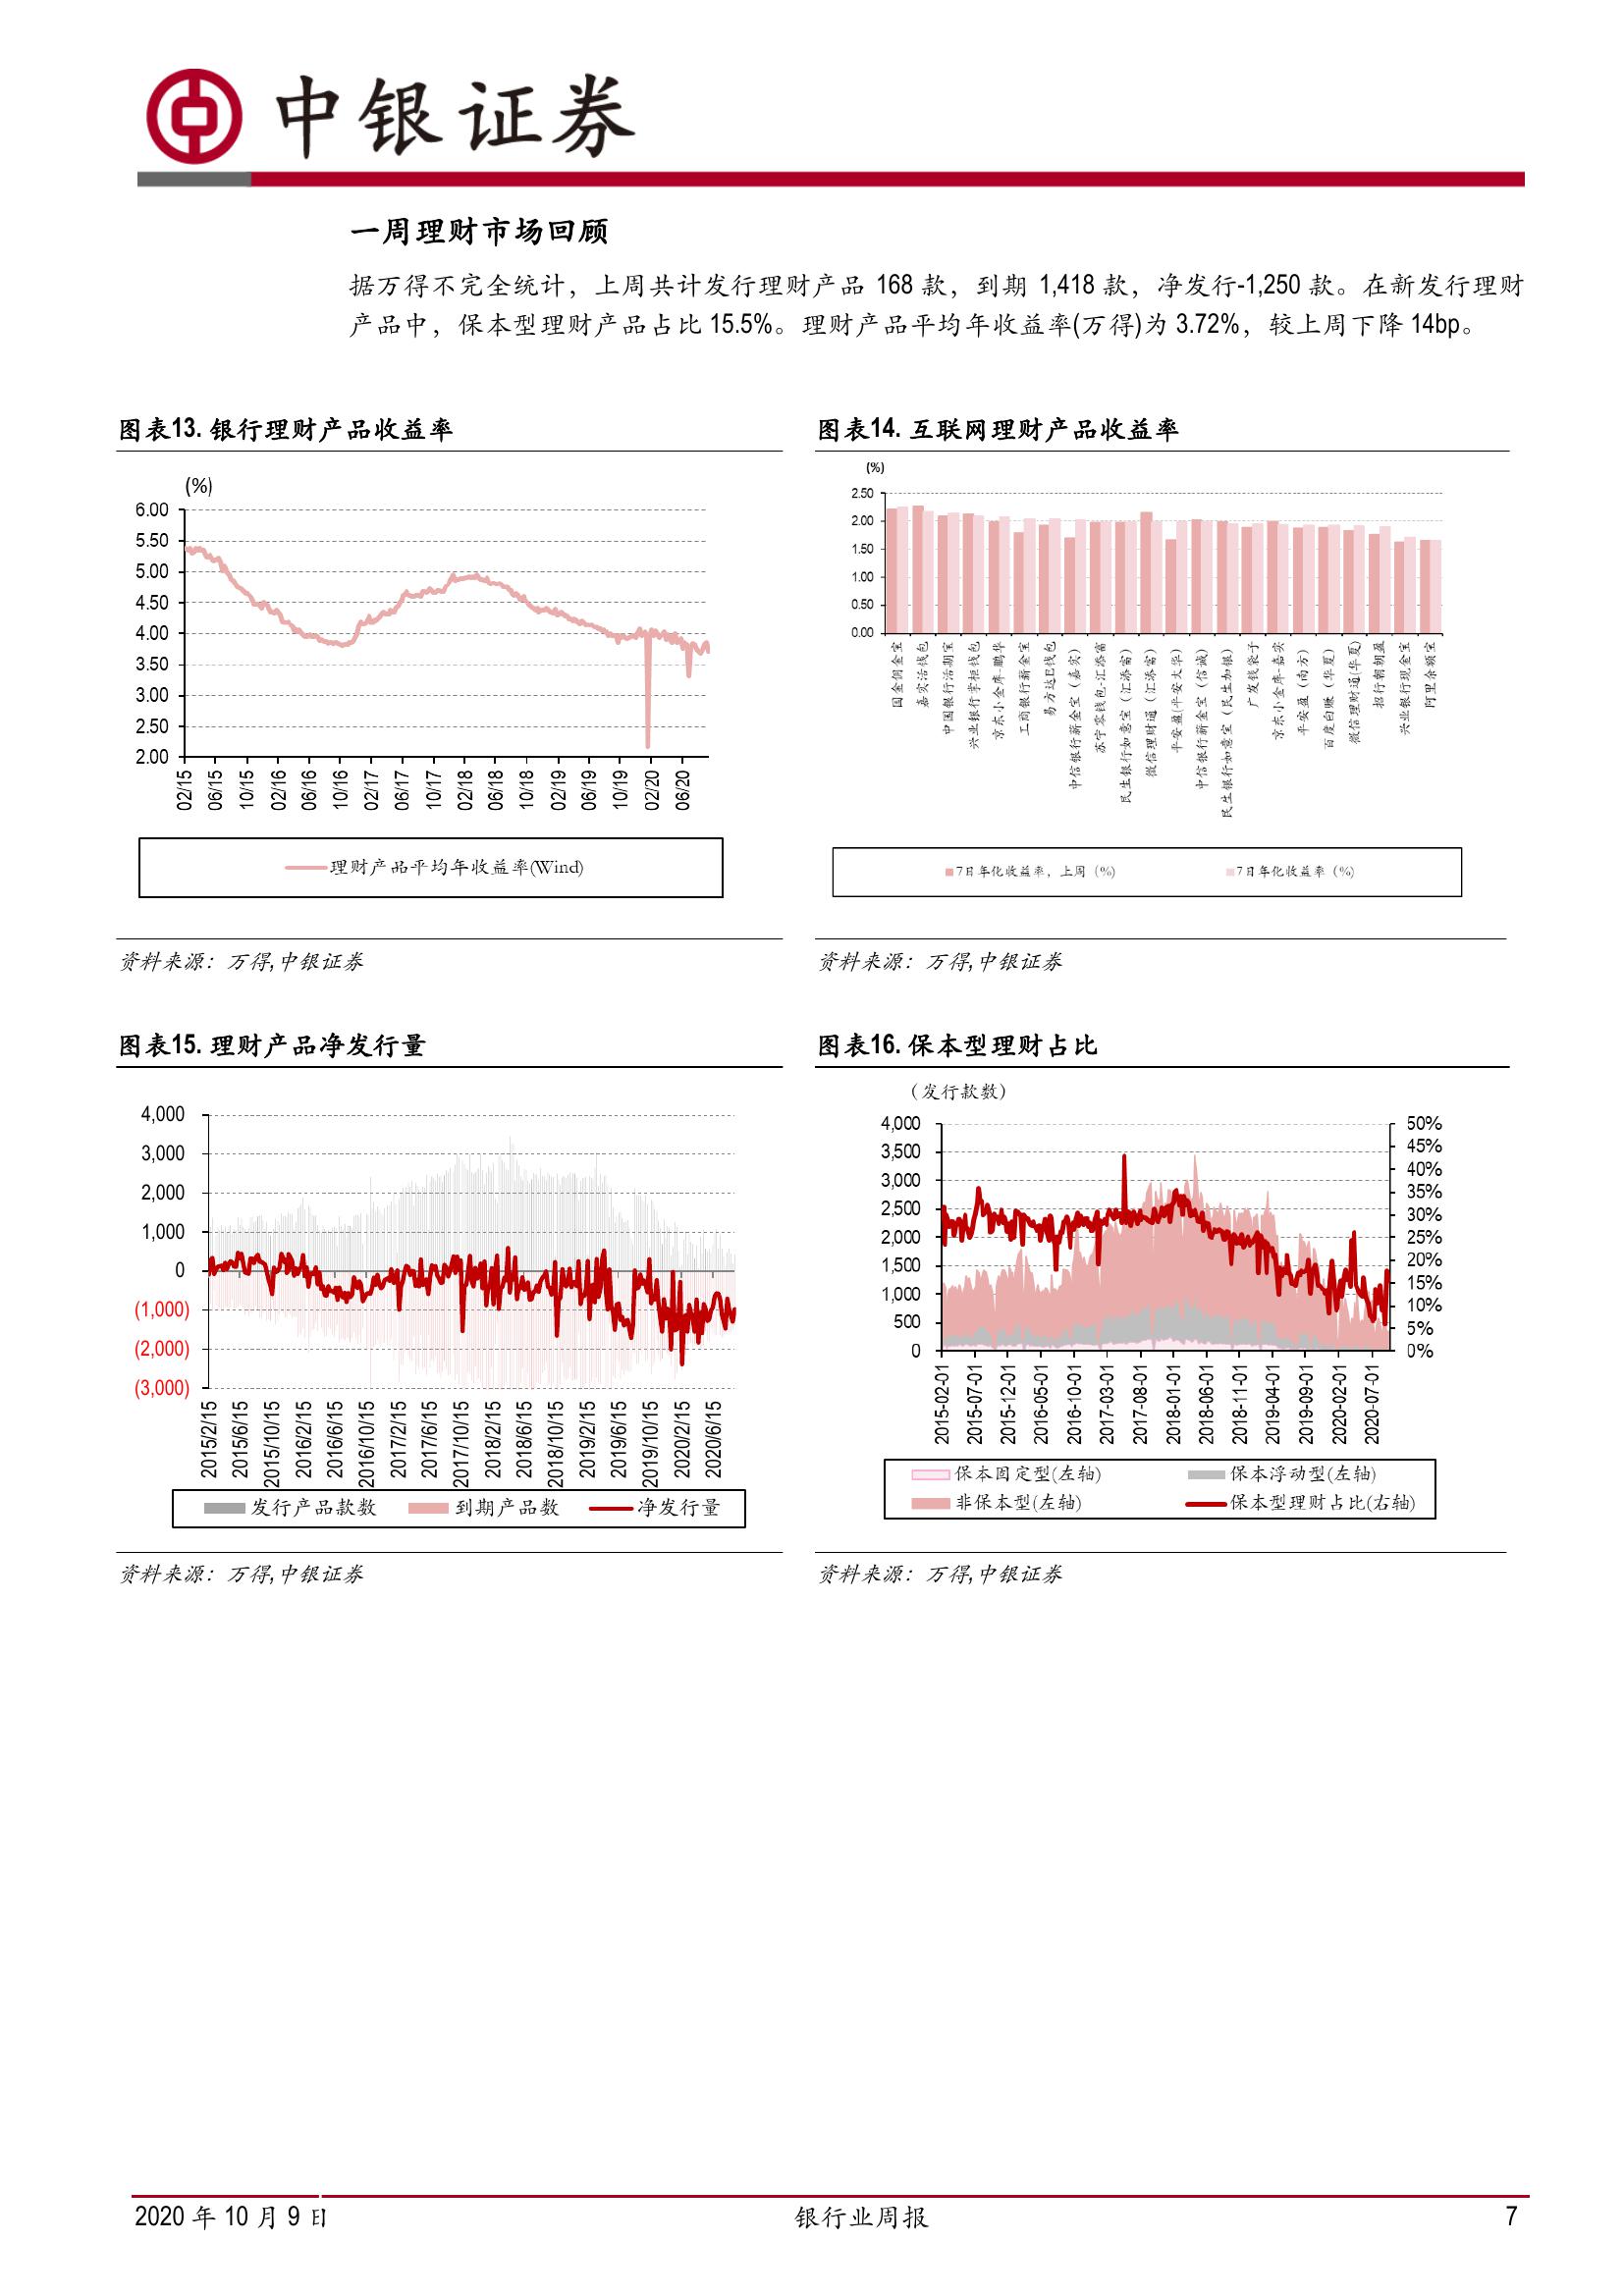 中银证券
一周理财市场回顾
据万得不完全统计，上周共计发行理财产品 168 款，到期 1,418 款，净发行-1,250 款。在新发行理财
产品中，保本型理财产品占比 15.5%。理财产品平均年收益率(万得)为 3.72%，较上周下降 14bp。
图表13. 银行理财产品收益率
(%)
6.00
5.50
5.00
4.50
4.00
3.50
3.00
2.50
2.00
02/15
06/15
10/15
02/16
06/16
10/16
02/17
06/17
10/17
02/18
06/18
10/18
02/19
06/19
10/19
02/20
06/20
理财产品平均年收益率(Wind)
资料来源：万得,中银证券
图表14. 互联网理财产品收益率
(%)
2.50
2.00
1.50
1.00
0.50
0.00
国金佣金宝
嘉实活钱包
中国银行活期宝
兴业银行掌柜钱包
京东小金库-鹏华
工商银行薪金宝
易方达E钱包
中信银行薪金宝（嘉实）
苏宁零钱包-汇添富
民生银行如意宝（汇添富）
微信理财通（汇添富）
平安盈(平安大华)
中信银行薪金宝（信诚）
民生银行如意宝（民生加银）
广发钱袋子
京东小金库-嘉实
平安盈（南方）
百度百赚（华夏）
微信理财通(华夏)
招行朝朝盈
兴业银行现金宝
阿里余额宝
7日年化收益率，上周（%)
7日年化收益率（%)
资料来源：万得,中银证券
图表15. 理财产品净发行量
4,000
3,000
2,000
1,000
0
(1,000)
(2,000)
(3,000)
2015/2/15
2015/6/15
2015/10/15
2016/2/15
2016/6/15
2016/10/15
2017/2/15
2017/6/15
2017/10/15
2018/2/15
2018/6/15
2018/10/15
2019/2/15
2019/6/15
2019/10/15
2020/2/15
2020/6/15
发行产品款数
到期产品数
净发行量
资料来源：万得,中银证券
图表16. 保本型理财占比
（发行款数）
4,000
3,500
3,000
2,500
2,000
1,500
1,000
500
0
50%
45%
40%
35%
30%
25%
20%
15%
10%
5%
0%
2015-02-01
2015-07-01
2015-12-01
2016-05-01
2016-10-01
2017-03-01
2017-08-01
2018-01-01
2018-06-01
2018-11-01
2019-04-01
2019-09-01
2020-02-01
2020-07-01
保本固定型(左轴)
保本浮动型(左轴)
非保本型(左轴)
保本型理财占比(右轴)
资料来源：万得,中银证券
2020 年 10 月 9 日
银行业周报
7